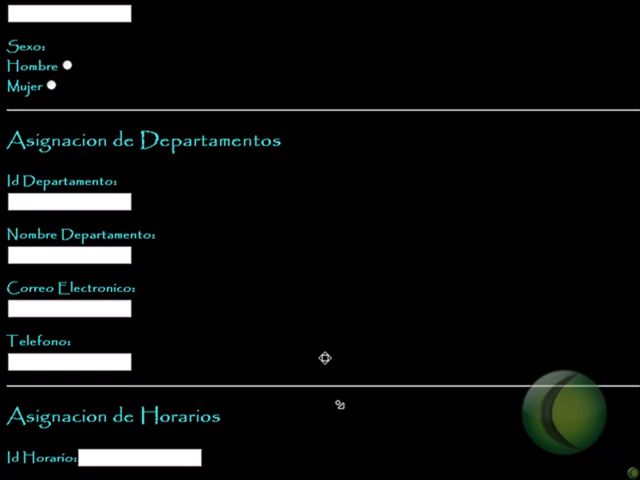 Sexo:
Hombre
Mujer
Asignacion de Departamentos
Id Departamento:
Nombre Departamento:
Correo Electronico:
Telefono:
Asignacion de Horarios
Id Horario: